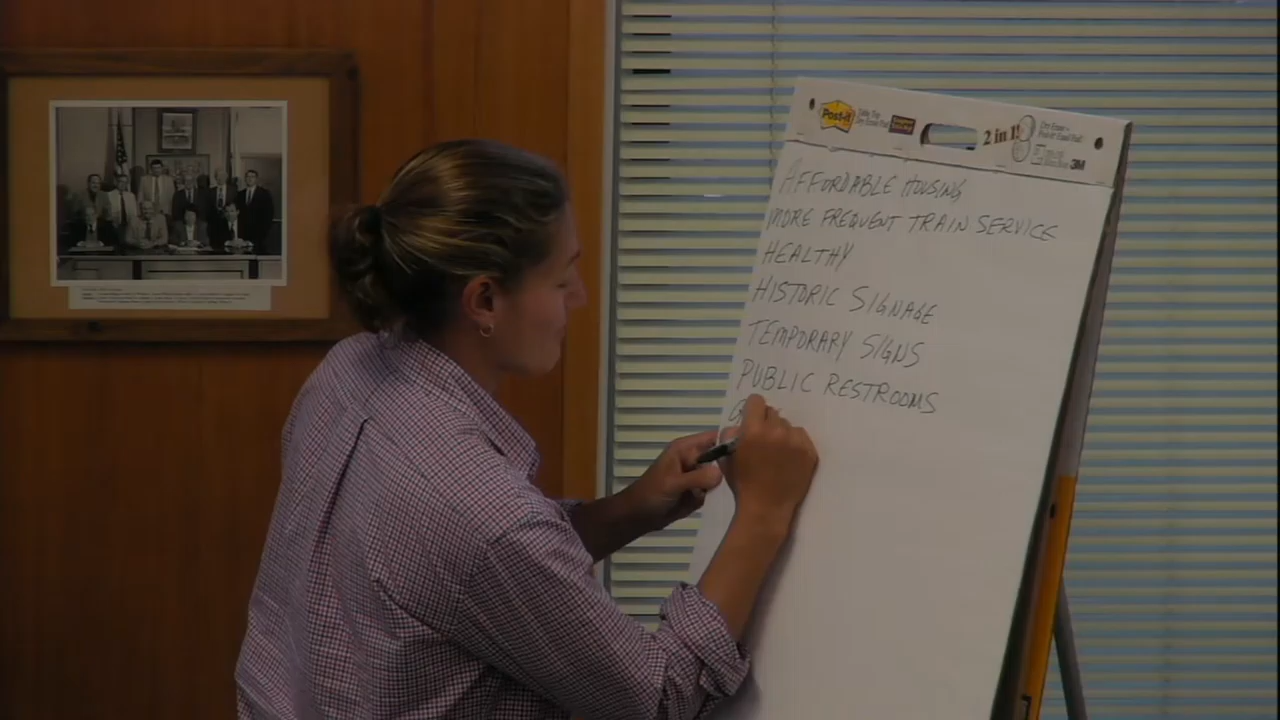 Post-it
2 in 1!
3M
AFFORDABLE HOUSING
MORE FREQUENT TRAIN SERVICE
HEALTHY
HISTORIC SIGNAGE
TEMPORARY SIGNS
PUBLIC RESTROOMS